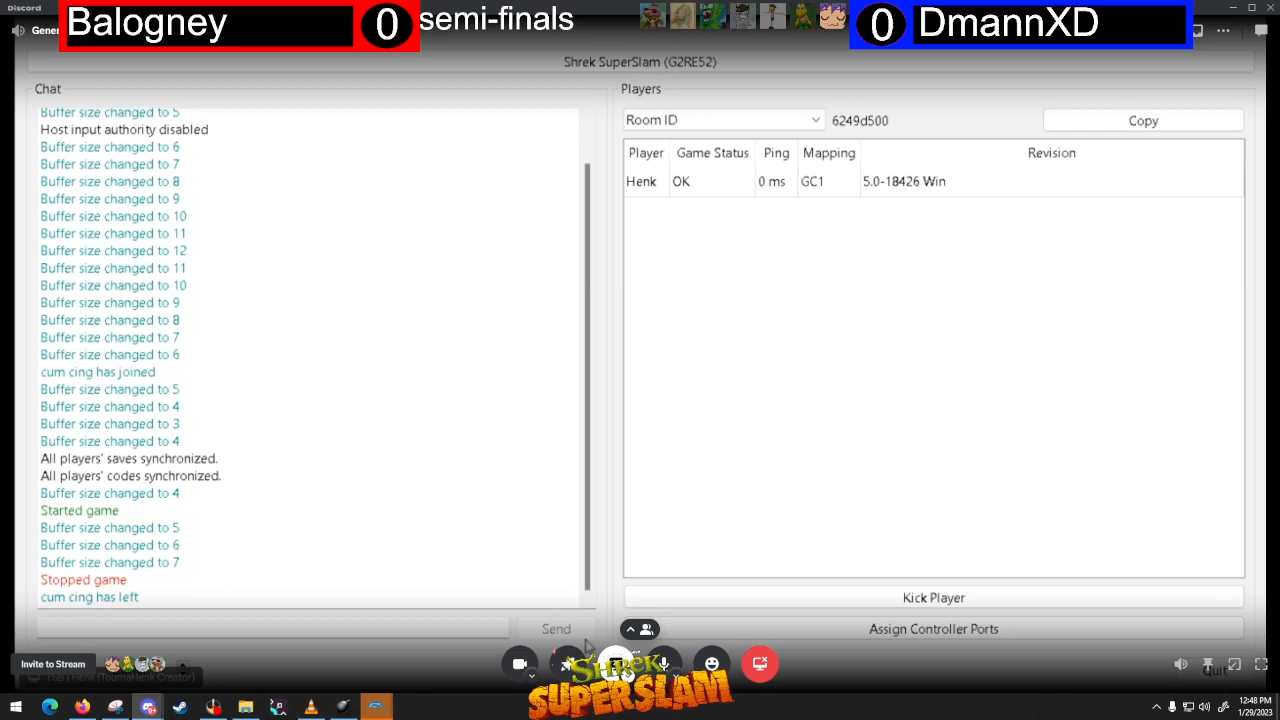 Discord
Balogney
0
semi-finals
0
DmannXD
Gene
Shrek SuperSlam (G2RE52)
Chat
Players
Buffer size changed to 5
Host input authority disabled
Buffer size changed to 6
Buffer size changed to 7
Buffer size changed to 8
Buffer size changed to 9
Buffer size changed to 10
Buffer size changed to 11
Buffer size changed to 12
Buffer size changed to 11
Buffer size changed to 10
Buffer size changed to 9
Buffer size changed to 8
Buffer size changed to 7
Buffer size changed to 6
cum cing has joined
Buffer size changed to 5
Buffer size changed to 4
Buffer size changed to 3
Buffer size changed to 4
All players' saves synchronized.
All players' codes synchronized.
Buffer size changed to 4
Started game
Buffer size changed to 5
Buffer size changed to 6
Buffer size changed to 7
Stopped game
cum cing has left
Send
Room ID
6249d500
Copy
Player Game Status Ping Mapping Revision
Henk OK 0 ms GC1 5.0-18426 Win
Kick Player
Assign Controller Ports
Quit
Invite to Stream
TSB | Henk (TournaHenk Creator)
SHREK
SUPERSLAM
12:48 PM
1/29/2023